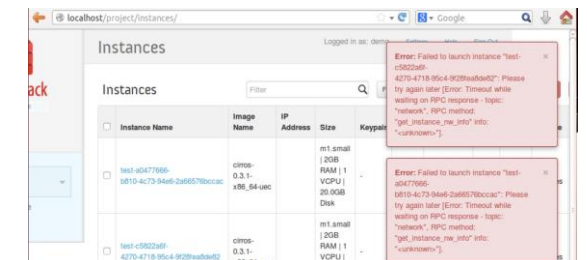 localhost/project/instances/
Google
Instances
Logged in as: demo
Settings Help Sign Out
ack
Instances
Filter
Instance Name
Image Name
IP Address
Size
Keypair
test-a0477666-
b810-4c73-94e6-2a66576bccac
cirros-
0.3.1-
x86_64-uec
m1.small
| 2GB
RAM | 1
VCPU |
20.0GB
Disk
-
test-c5822a6f-
4270-4718-95c4-9f28fea8de82
cirros-
0.3.1-
m1.small
| 2GB
RAM | 1
VCPU |
-
Error: Failed to launch instance "test-
c5822a6f-
4270-4718-95c4-9f28fea8de82": Please
try again later [Error: Timeout while
waiting on RPC response - topic:
"network", RPC method:
"get_instance_nw_info" info:
"<unknown>"].
Error: Failed to launch instance "test-
a0477666-
b810-4c73-94e6-2a66576bccac": Please
try again later [Error: Timeout while
waiting on RPC response - topic:
"network", RPC method:
"get_instance_nw_info" info:
"<unknown>"].